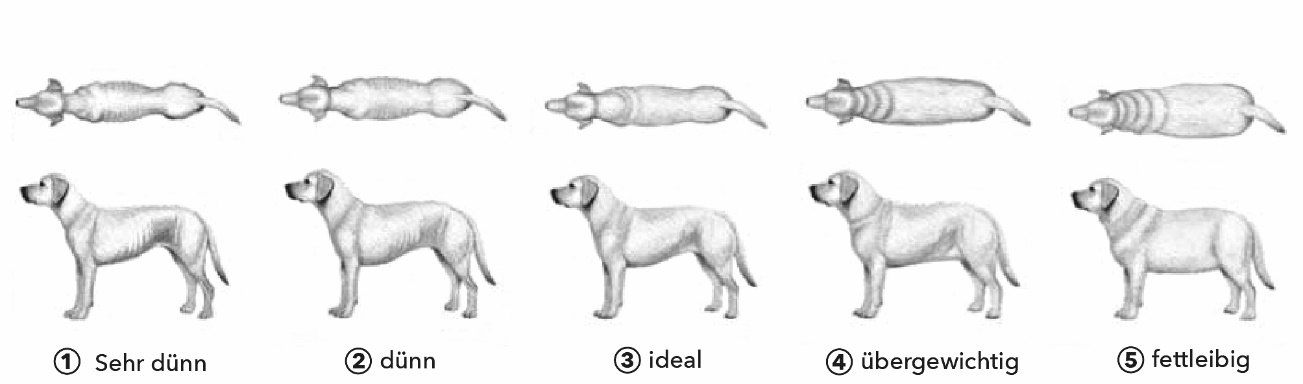 ① Sehr dünn
② dünn
③ ideal
④ übergewichtig
⑤ fettleibig